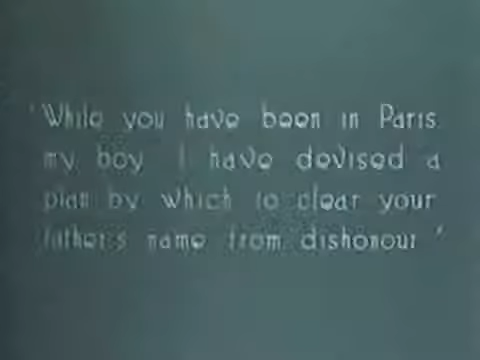 'While you have been in Paris
my boy I have devised a
plan by which to clear your
father's name from dishonour'